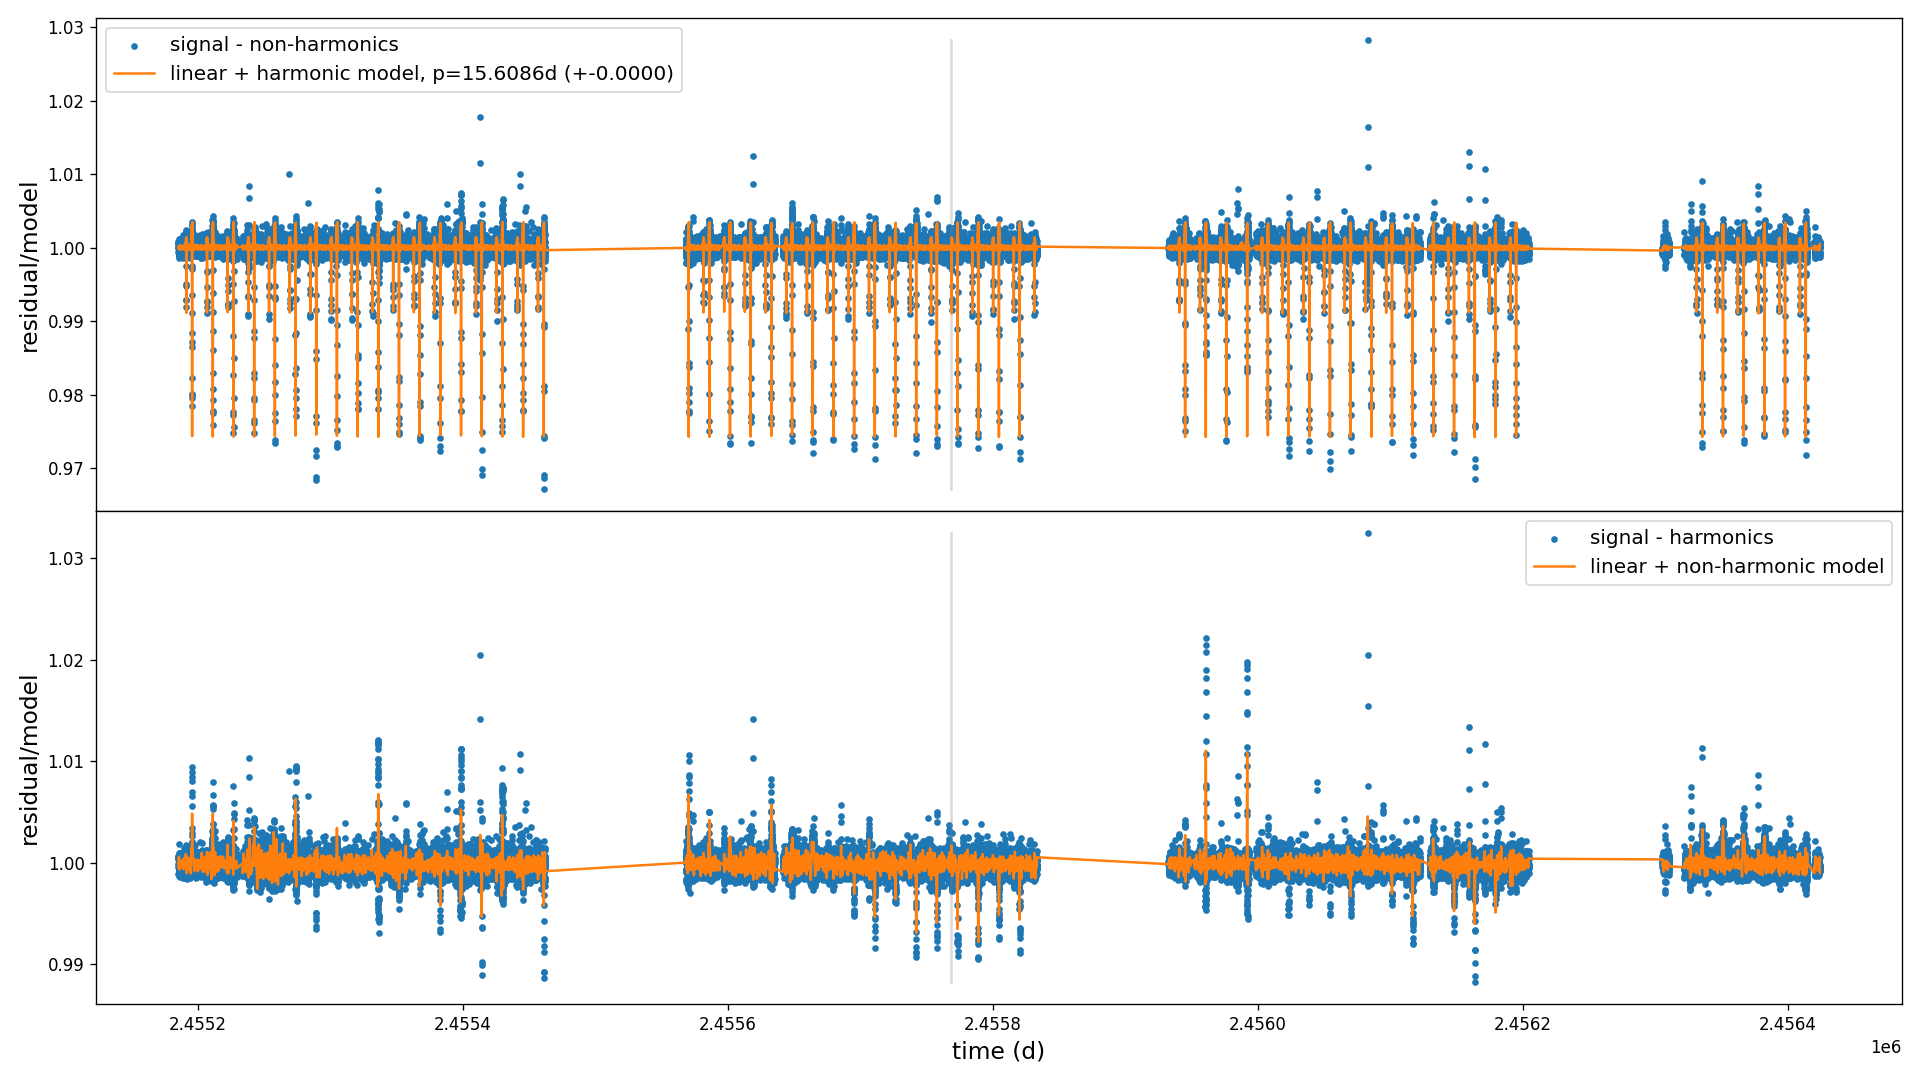 1.03
1.02
1.01
1.00
0.99
0.98
0.97
residual/model
signal - non-harmonics
linear + harmonic model, p=15.6086d (+-0.0000)
1.03
1.02
1.01
1.00
0.99
residual/model
signal - harmonics
linear + non-harmonic model
2.4552
2.4554
2.4556
2.4558
2.4560
2.4562
2.4564
time (d)
1e6